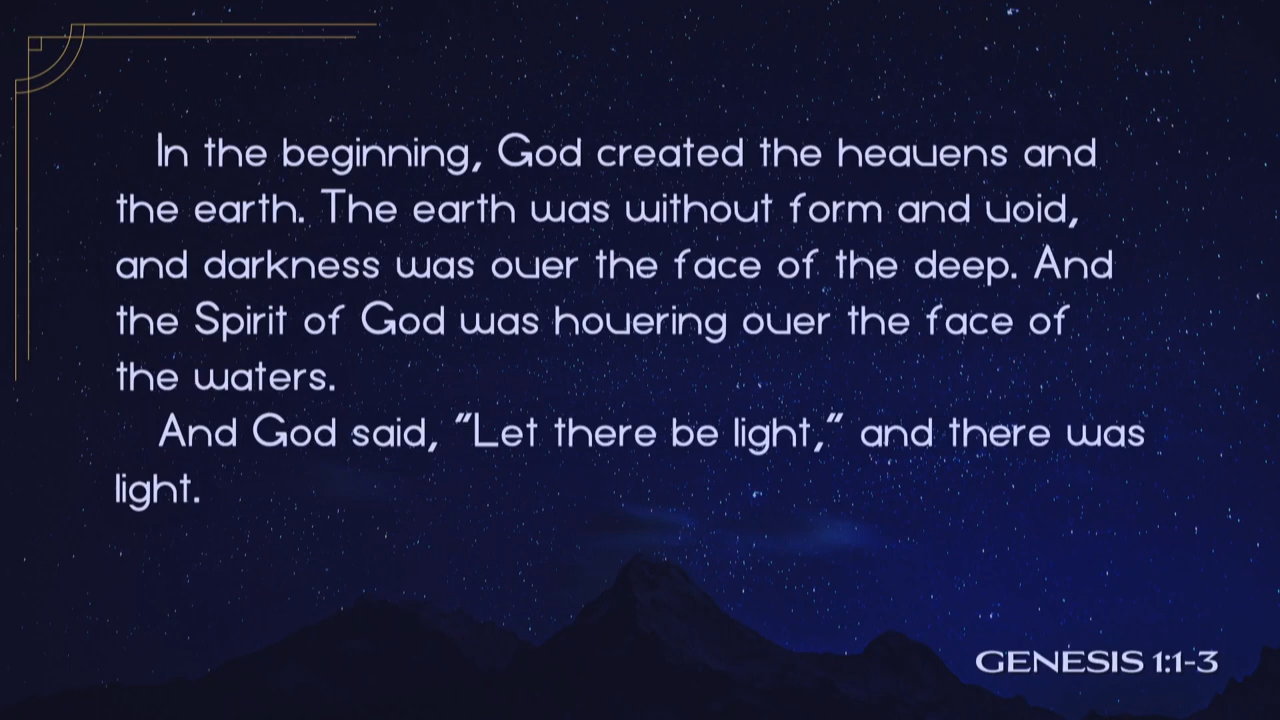 In the beginning, God created the heavens and
the earth. The earth was without form and void,
and darkness was over the face of the deep. And
the Spirit of God was hovering over the face of
the waters.
And God said, “Let there be light,” and there was
light.
GENESIS 1:1-3